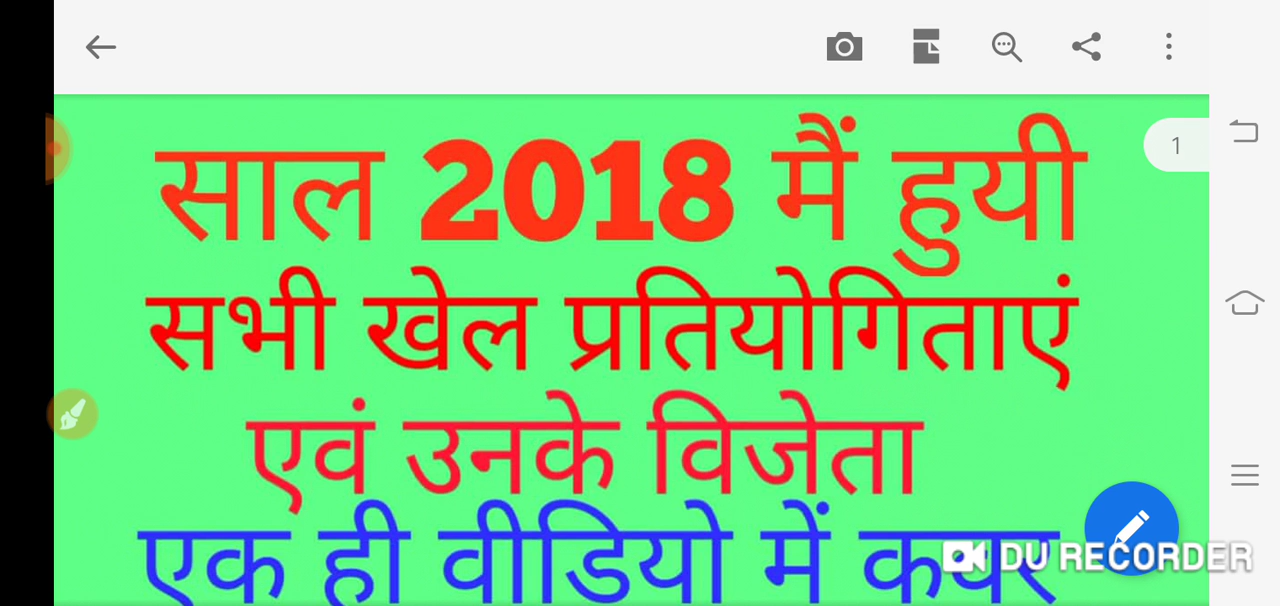 1
साल 2018 मैं हुयी
सभी खेल प्रतियोगिताएं
एवं उनके विजेता
एक ही वीडियो में कवर
DU RECORDER